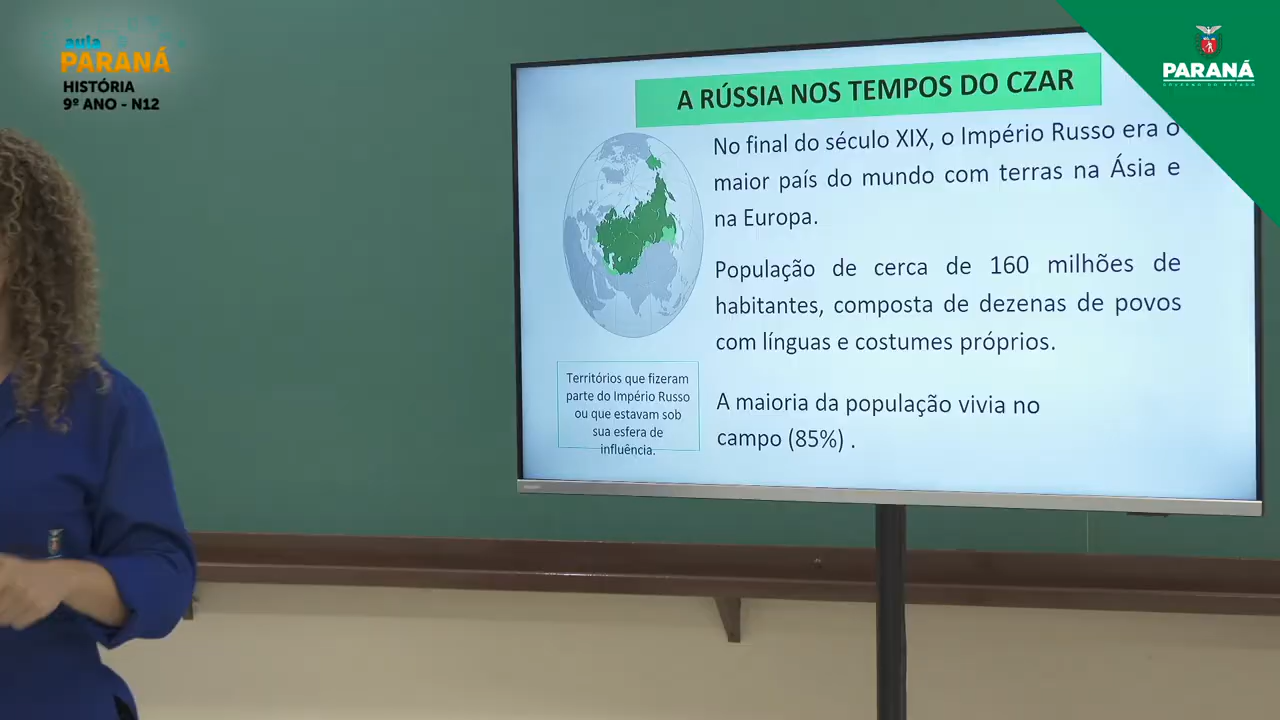 aula
PARANÁ
HISTÓRIA
9º ANO - N12
PARANÁ
GOVERNO DO ESTADO
A RÚSSIA NOS TEMPOS DO CZAR
No final do século XIX, o Império Russo era o
maior país do mundo com terras na Ásia e
na Europa.
População de cerca de 160 milhões de
habitantes, composta de dezenas de povos
com línguas e costumes próprios.
A maioria da população vivia no
campo (85%) .
Territórios que fizeram
parte do Império Russo
ou que estavam sob
sua esfera de
influência.